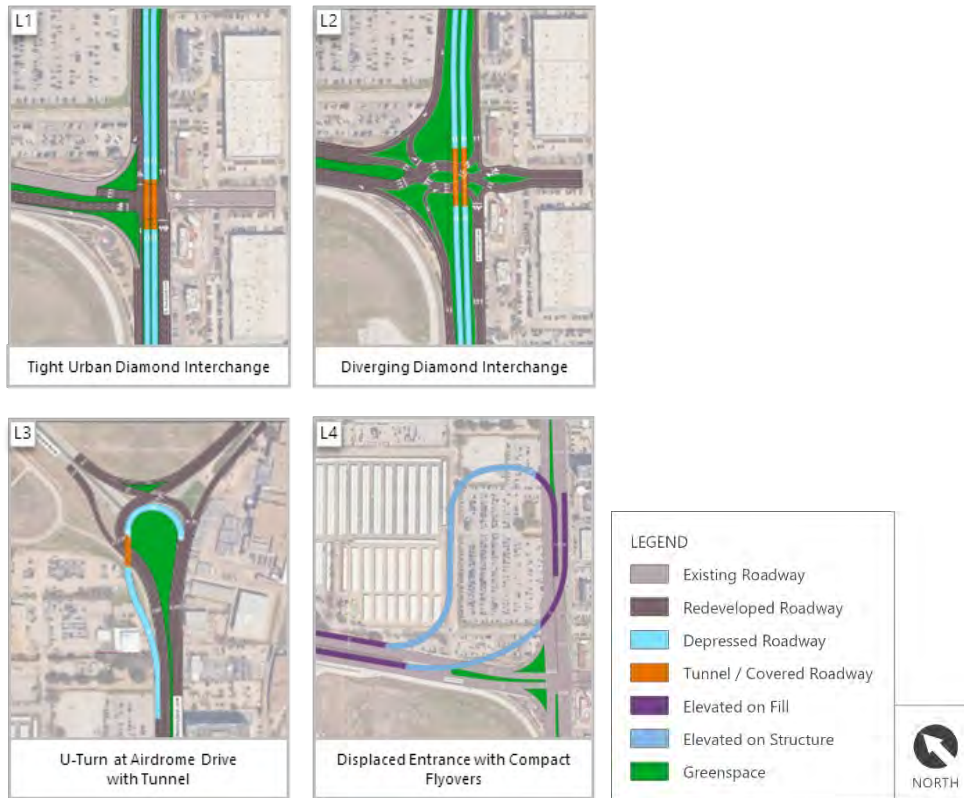 L1
L2
Tight Urban Diamond Interchange
Diverging Diamond Interchange
L3
L4
U-Turn at Airdrome Drive
with Tunnel
Displaced Entrance with Compact
Flyovers
LEGEND
Existing Roadway
Redeveloped Roadway
Depressed Roadway
Tunnel / Covered Roadway
Elevated on Fill
Elevated on Structure
Greenspace
NORTH